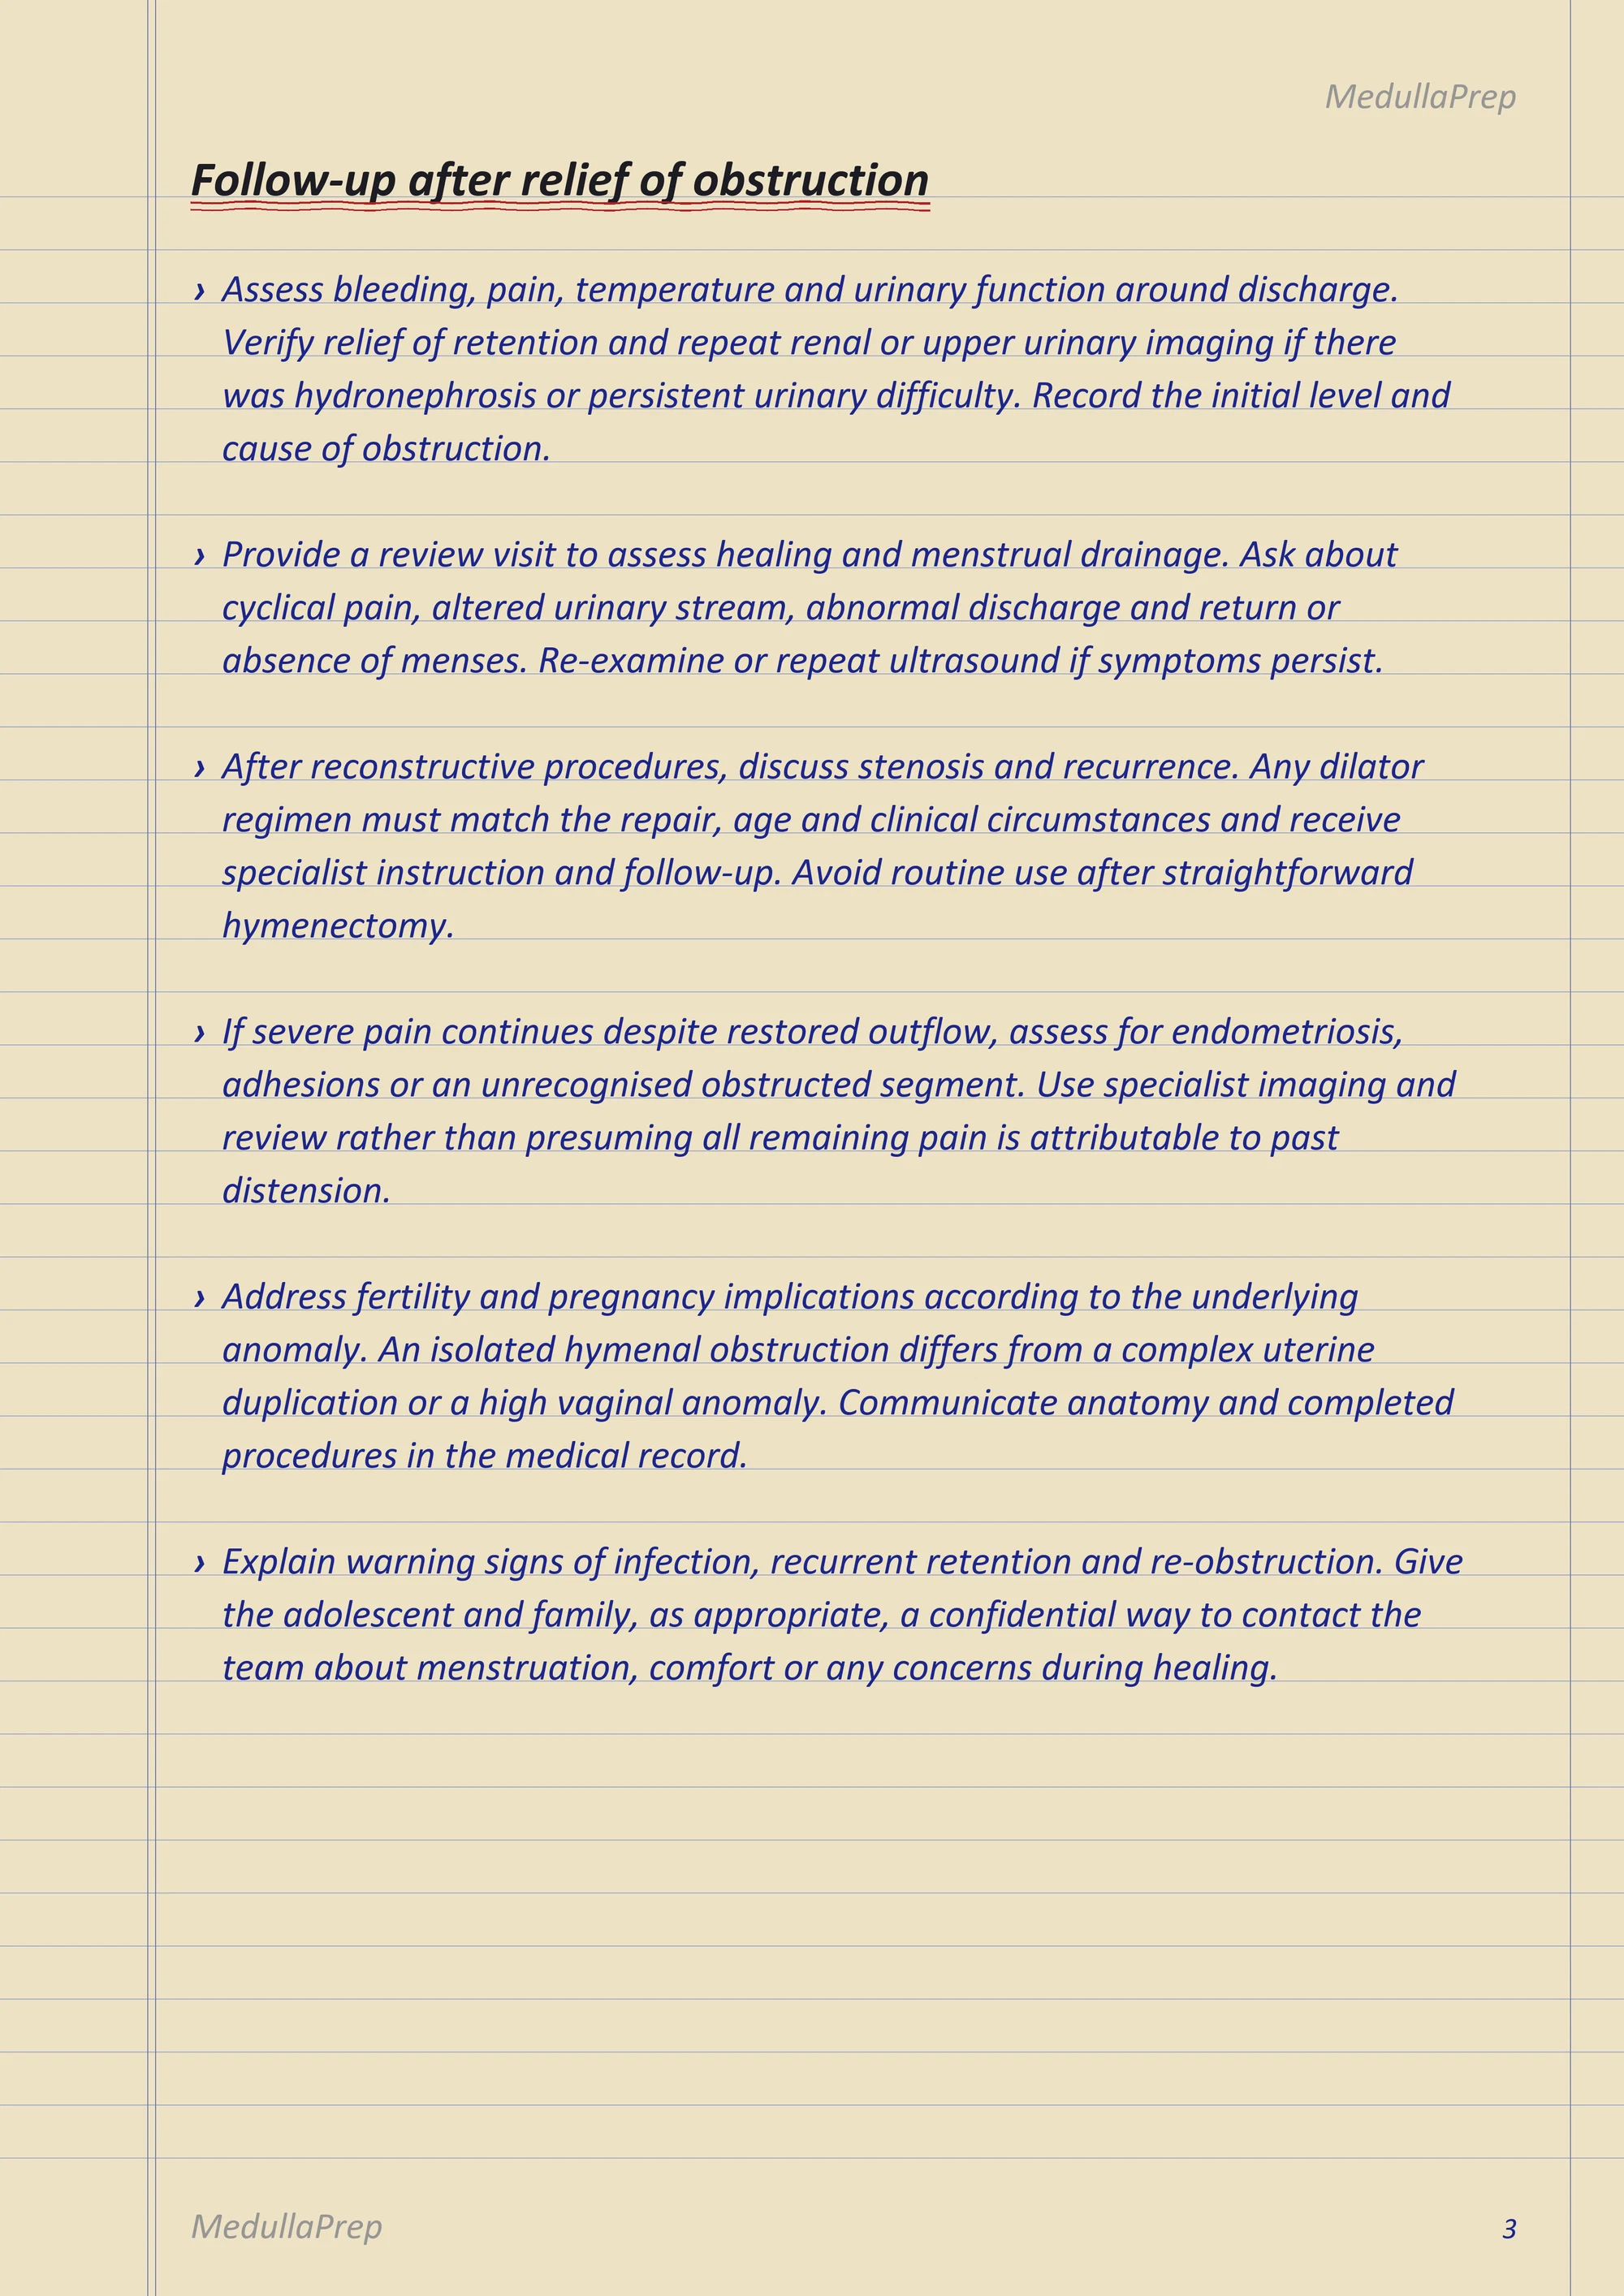 MedullaPrep
Follow-up after relief of obstruction
› Assess bleeding, pain, temperature and urinary function around discharge.
Verify relief of retention and repeat renal or upper urinary imaging if there
was hydronephrosis or persistent urinary difficulty. Record the initial level and
cause of obstruction.
› Provide a review visit to assess healing and menstrual drainage. Ask about
cyclical pain, altered urinary stream, abnormal discharge and return or
absence of menses. Re-examine or repeat ultrasound if symptoms persist.
› After reconstructive procedures, discuss stenosis and recurrence. Any dilator
regimen must match the repair, age and clinical circumstances and receive
specialist instruction and follow-up. Avoid routine use after straightforward
hymenectomy.
› If severe pain continues despite restored outflow, assess for endometriosis,
adhesions or an unrecognised obstructed segment. Use specialist imaging and
review rather than presuming all remaining pain is attributable to past
distension.
› Address fertility and pregnancy implications according to the underlying
anomaly. An isolated hymenal obstruction differs from a complex uterine
duplication or a high vaginal anomaly. Communicate anatomy and completed
procedures in the medical record.
› Explain warning signs of infection, recurrent retention and re-obstruction. Give
the adolescent and family, as appropriate, a confidential way to contact the
team about menstruation, comfort or any concerns during healing.
MedullaPrep
3